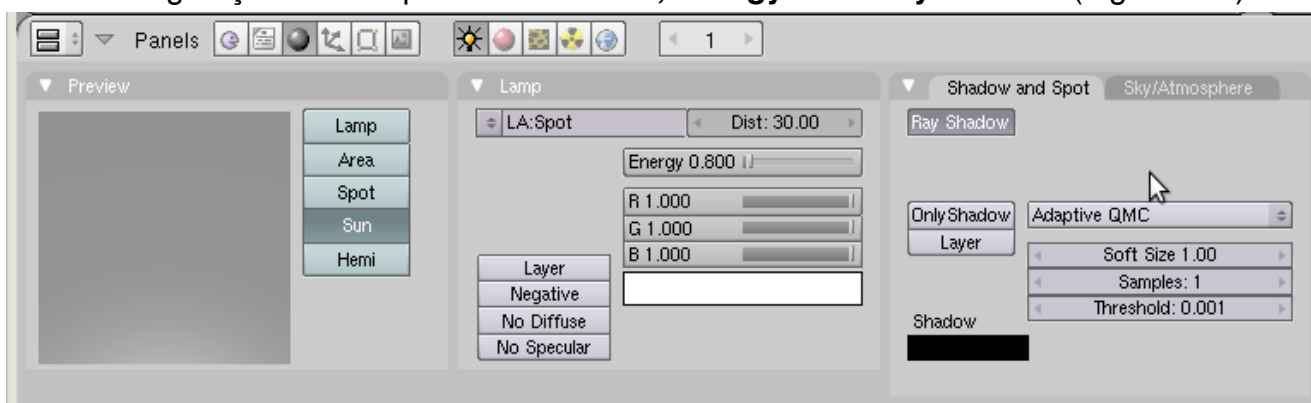 Panels 1
Preview
Lamp
Area
Spot
Sun
Hemi
Lamp
LA:Spot Dist: 30.00
Energy 0.800
R 1.000
G 1.000
B 1.000
Layer
Negative
No Diffuse
No Specular
Shadow and Spot Sky/Atmosphere
Ray Shadow
OnlyShadow Adaptive QMC
Layer
Soft Size 1.00
Samples: 1
Threshold: 0.001
Shadow